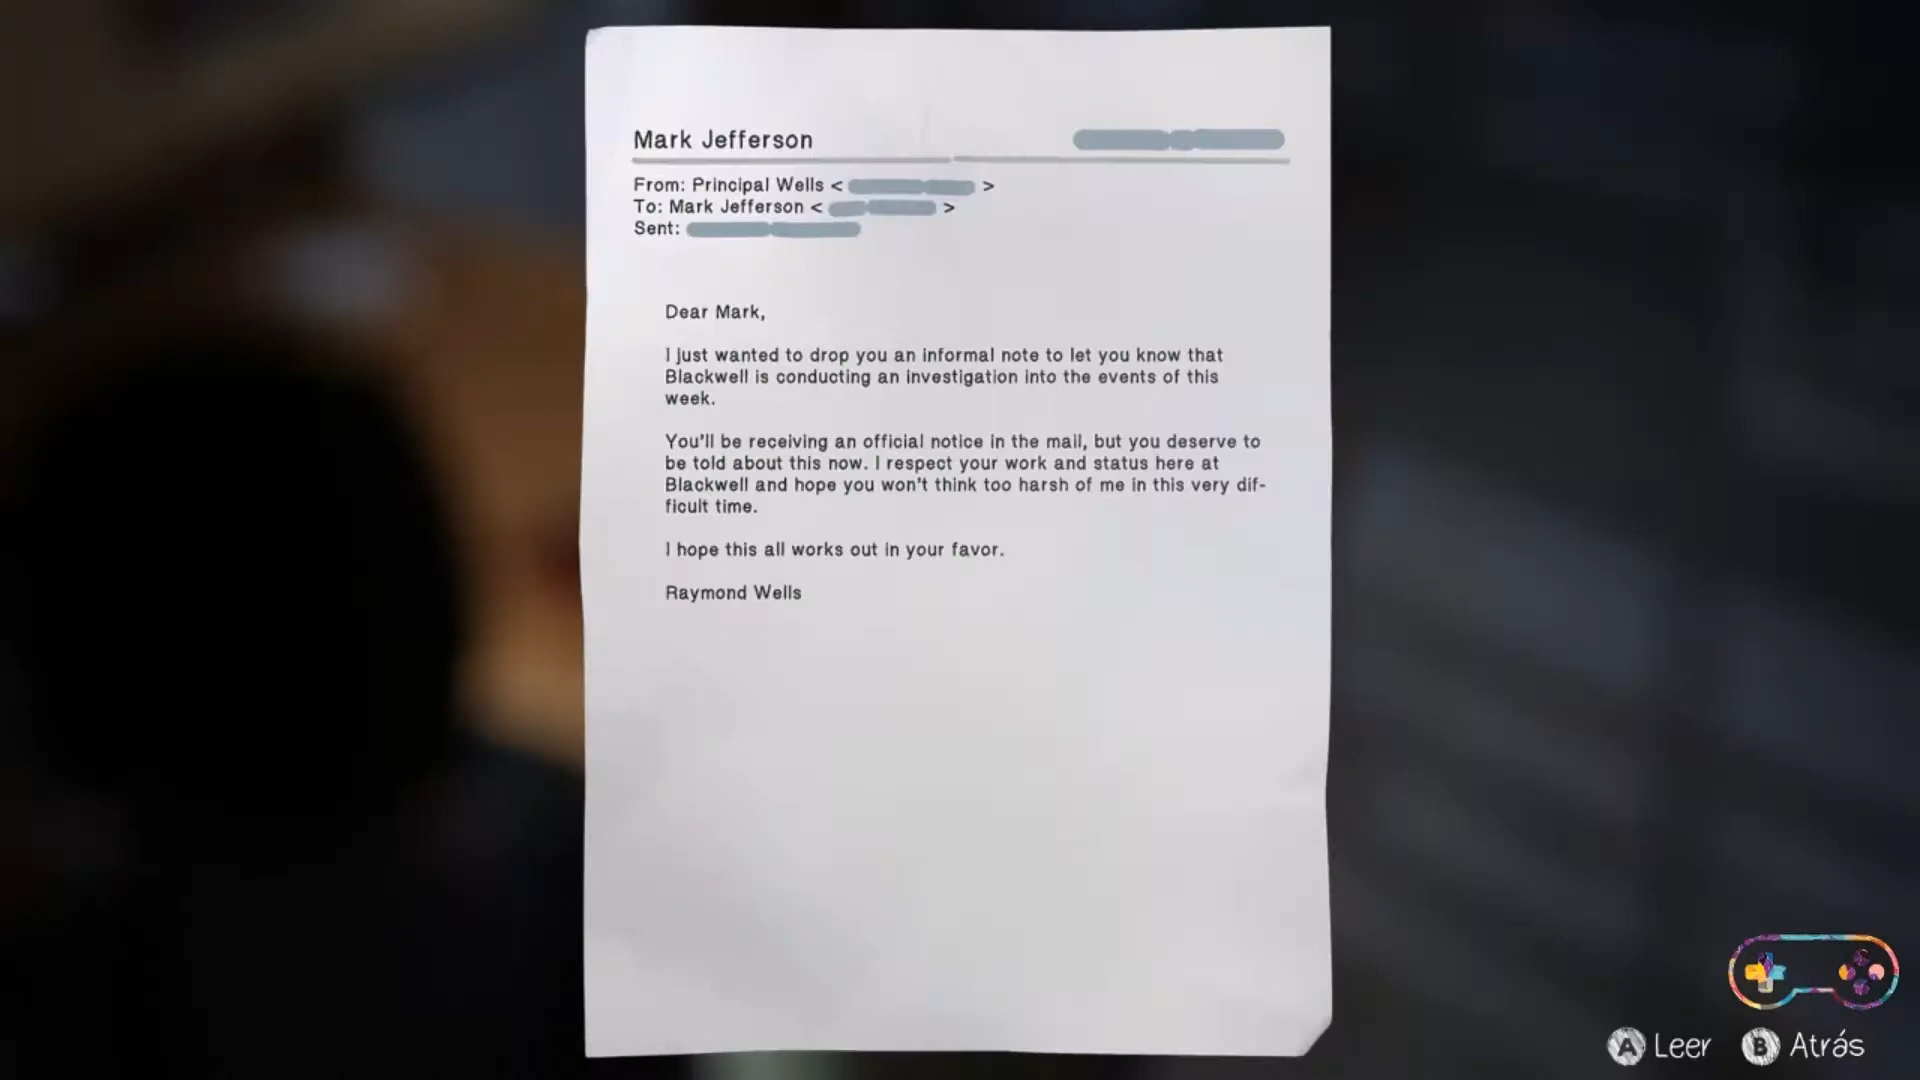 Mark Jefferson
From: Principal Wells < >
To: Mark Jefferson < >
Sent:
Dear Mark,
I just wanted to drop you an informal note to let you know that
Blackwell is conducting an investigation into the events of this
week.
You'll be receiving an official notice in the mail, but you deserve to
be told about this now. I respect your work and status here at
Blackwell and hope you won't think too harsh of me in this very dif-
ficult time.
I hope this all works out in your favor.
Raymond Wells
A Leer B Atrás